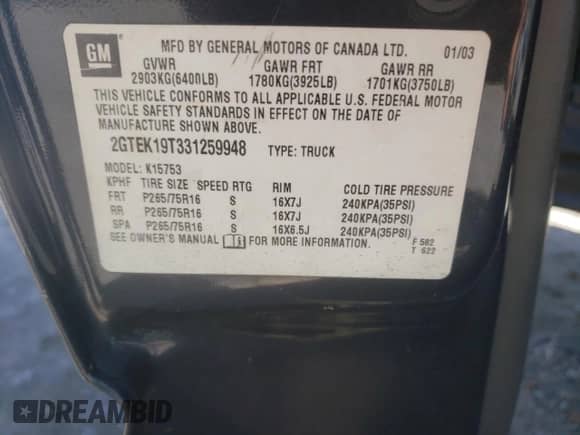 GM
MFD BY GENERAL MOTORS OF CANADA LTD. 01/03
GVWR GAWR FRT GAWR RR
2903KG(6400LB) 1780KG(3925LB) 1701KG(3750LB)
THIS VEHICLE CONFORMS TO ALL APPLICABLE U.S. FEDERAL MOTOR
VEHICLE SAFETY STANDARDS IN EFFECT ON THE DATE OF
MANUFACTURE SHOWN ABOVE.
2GTEK19T331259948 TYPE: TRUCK
MODEL: K15753
KPHF TIRE SIZE SPEED RTG RIM COLD TIRE PRESSURE
FRT P265/75R16 S 16X7J 240KPA(35PSI)
RR P265/75R16 S 16X7J 240KPA(35PSI)
SPA P265/75R16 S 16X6.5J 240KPA(35PSI)
SEE OWNER'S MANUAL FOR MORE INFORMATION.
F 582
T 622
DREAMBID